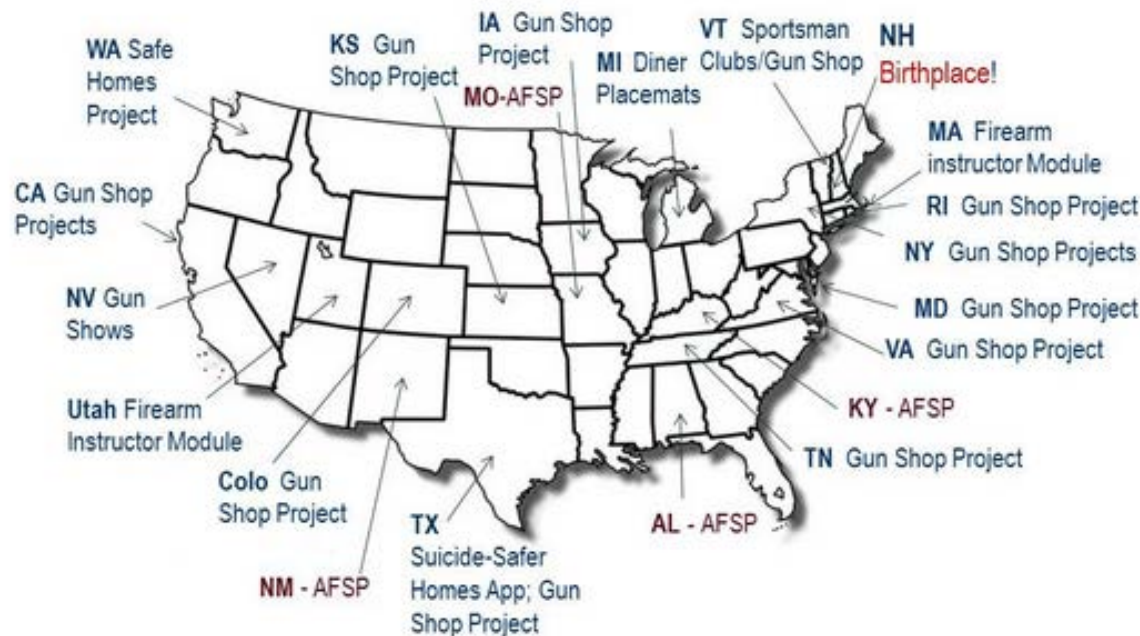 WA Safe
Homes
Project
KS Gun
Shop Project
IA Gun Shop
Project
MO-AFSP
MI Diner
Placemats
VT Sportsman
Clubs/Gun Shop
NH
Birthplace!
MA Firearm
instructor Module
RI Gun Shop Project
NY Gun Shop Projects
MD Gun Shop Project
VA Gun Shop Project
KY - AFSP
TN Gun Shop Project
AL - AFSP
TX
Suicide-Safer
Homes App; Gun
Shop Project
NM - AFSP
Colo Gun
Shop Project
Utah Firearm
Instructor Module
NV Gun
Shows
CA Gun Shop
Projects